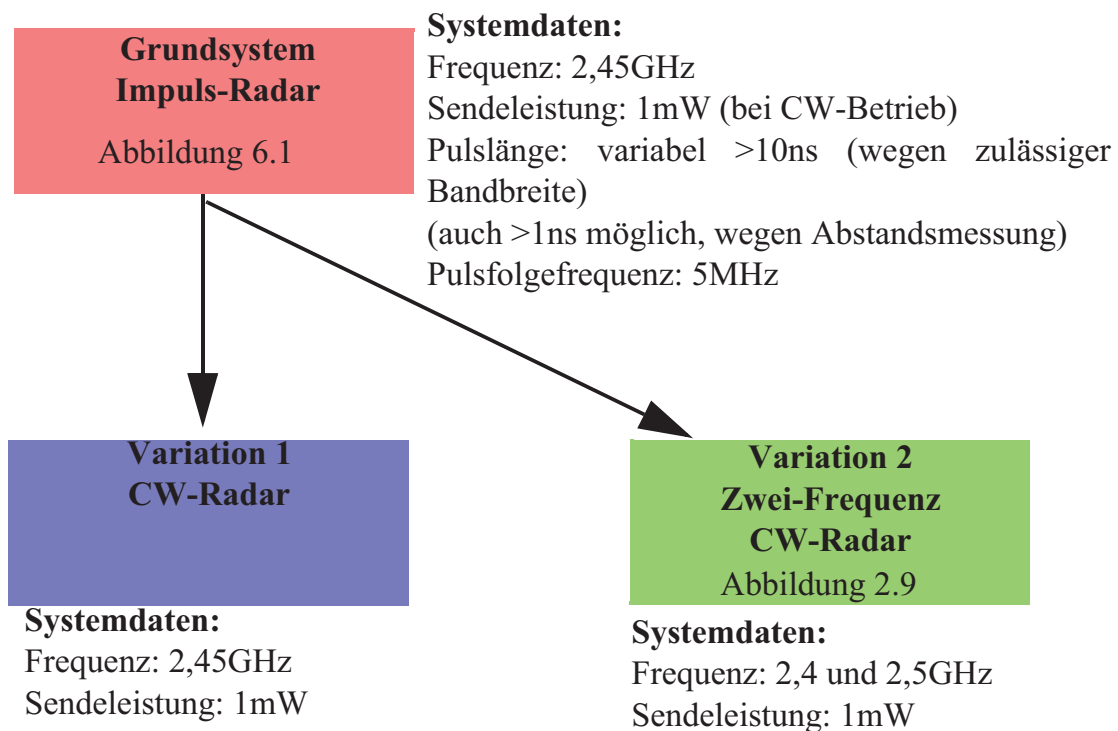 Grundsystem
Impuls-Radar
Abbildung 6.1
Systemdaten:
Frequenz: 2,45GHz
Sendeleistung: 1mW (bei CW-Betrieb)
Pulslänge: variabel >10ns (wegen zulässiger
Bandbreite)
(auch >1ns möglich, wegen Abstandsmessung)
Pulsfolgefrequenz: 5MHz
Variation 1
CW-Radar
Systemdaten:
Frequenz: 2,45GHz
Sendeleistung: 1mW
Variation 2
Zwei-Frequenz
CW-Radar
Abbildung 2.9
Systemdaten:
Frequenz: 2,4 und 2,5GHz
Sendeleistung: 1mW